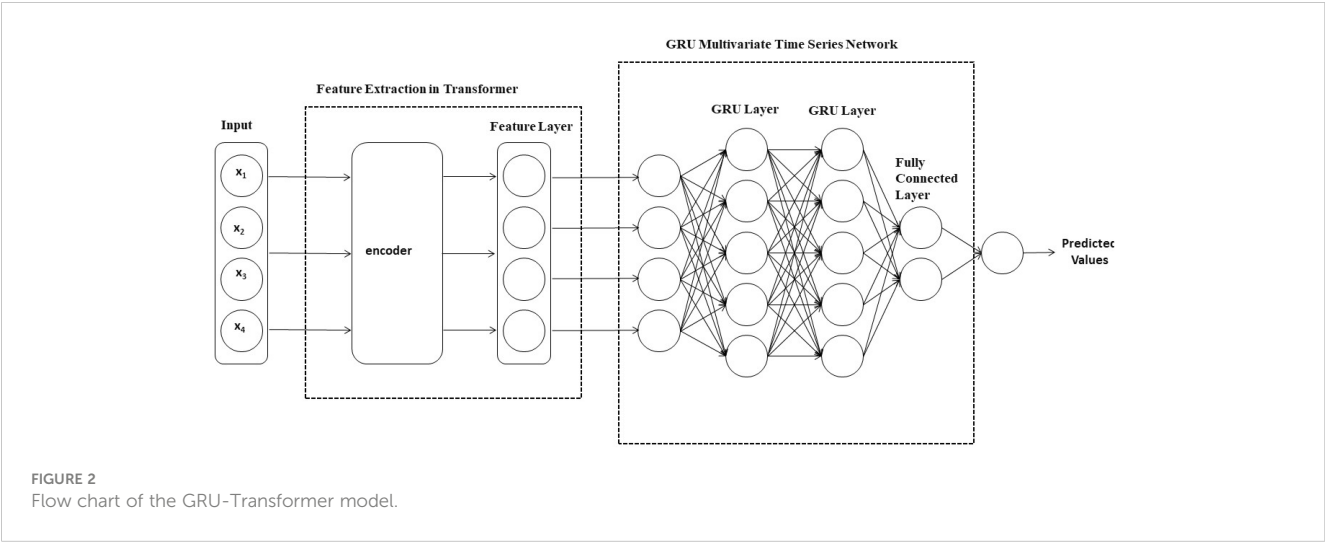 GRU Multivariate Time Series Network
Feature Extraction in Transformer
GRU Layer
GRU Layer
Input
Feature Layer
Fully
Connected
Layer
x1
x2
x3
x4
encoder
Predictec
Values
FIGURE 2
Flow chart of the GRU-Transformer model.